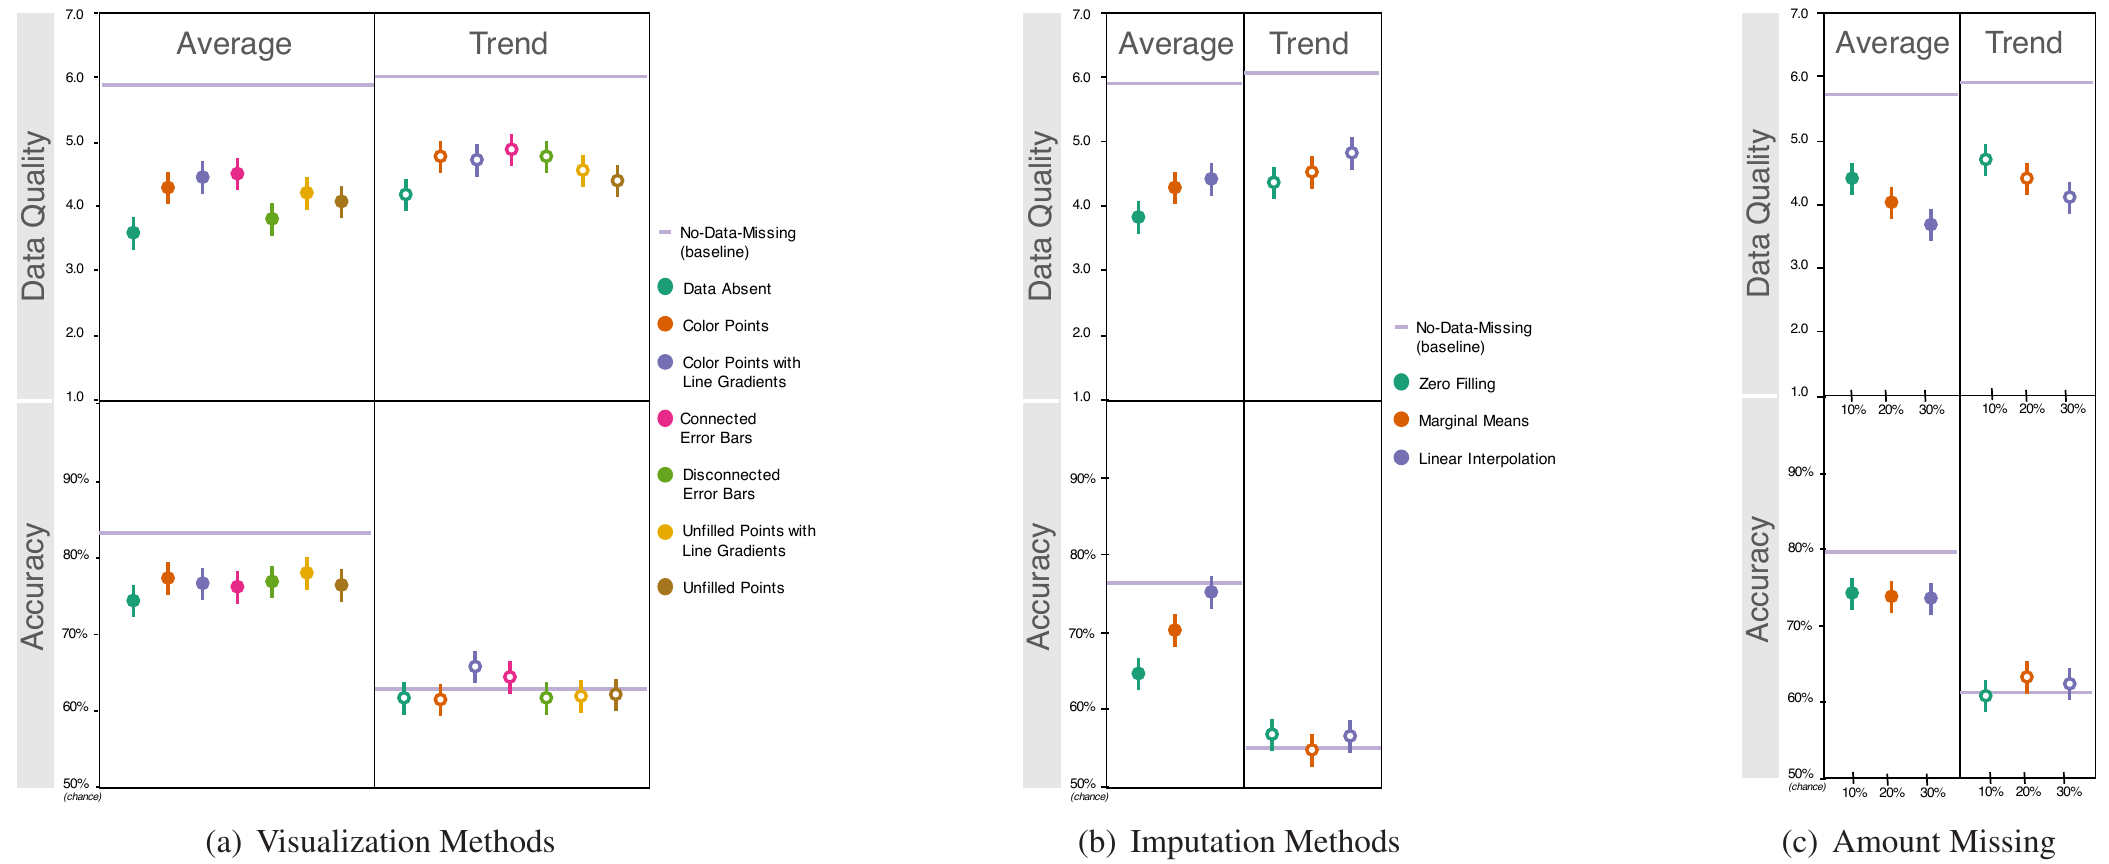 7.0
Average
Trend
6.0
5.0
4.0
3.0
2.0
1.0
Data Quality
90%
80%
70%
60%
50%
(chance)
Accuracy
No-Data-Missing
(baseline)
Data Absent
Color Points
Color Points with
Line Gradients
Connected
Error Bars
Disconnected
Error Bars
Unfilled Points with
Line Gradients
Unfilled Points
(a) Visualization Methods
7.0
Average
Trend
6.0
5.0
4.0
3.0
2.0
1.0
Data Quality
90%
80%
70%
60%
50%
(chance)
Accuracy
No-Data-Missing
(baseline)
Zero Filling
Marginal Means
Linear Interpolation
(b) Imputation Methods
7.0
Average
Trend
6.0
5.0
4.0
3.0
2.0
1.0
Data Quality
10% 20% 30%
10% 20% 30%
90%
80%
70%
60%
50%
(chance)
Accuracy
10% 20% 30%
10% 20% 30%
(c) Amount Missing